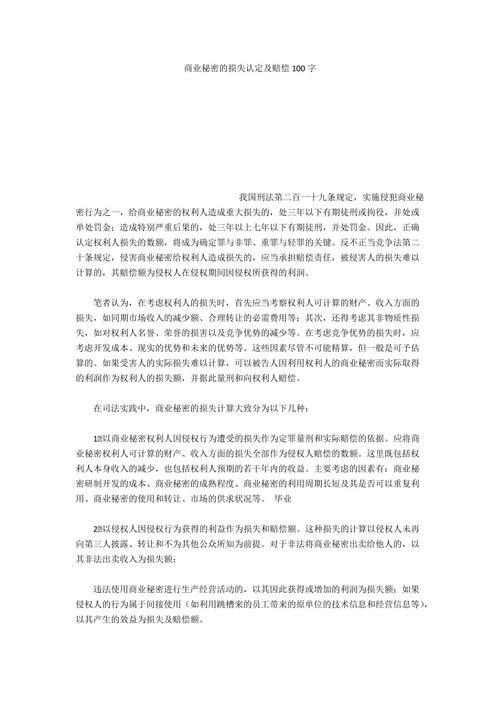 商业秘密的损失认定及赔偿 100 字
我国刑法第二百一十九条规定，实施侵犯商业秘
密行为之一，给商业秘密的权利人造成重大损失的，处三年以下有期徒刑或拘役，并处或
单处罚金；造成特别严重后果的，处三年以上七年以下有期徒刑，并处罚金。因此，正确
认定权利人损失的数额，将成为确定罪与非罪、重罪与轻罪的关键。反不正当竞争法第二
十条规定，侵害商业秘密给权利人造成损失的，应当承担赔偿责任，被侵害人的损失难以
计算的，其赔偿额为侵权人在侵权期间因侵权所获得的利润。
笔者认为，在考虑权利人的损失时，首先应当考察权利人可计算的财产、收入方面的
损失，如同期市场收入的减少额、合理转让的必需费用等；其次，还得考虑其非物质性损
失，如对权利人名誉、荣誉的损害以及竞争优势的减少等。在考虑竞争优势的损失时，应
考虑开发成本、现实的优势和未来的优势等。这些因素尽管不可能精算，但一般是可予估
算的。如果受害人的实际损失难以计算，可以被告人因利用权利人的商业秘密而实际取得
的利润作为权利人的损失额，并据此量刑和向权利人赔偿。
在司法实践中，商业秘密的损失计算大致分为以下几种；
1⍰以商业秘密权利人因侵权行为遭受的损失作为定罪量刑和实际赔偿的依据。应将商
业秘密权利人可计算的财产、收入方面的损失全部作为侵权人赔偿的数额。这里既包括权
利人本身收入的减少，也包括权利人预期的若干年内的收益。主要考虑的因素有：商业秘
密研制开发的成本、商业秘密的成熟程度、商业秘密的利用周期长短及其是否可以重复利
用、商业秘密的使用和转让、市场的供求状况等。 毕业
2⍰以侵权人因侵权行为获得的利益作为损失和赔偿额。这种损失的计算以侵权人未再
向第三人披露、转让和不为其他公众所知为前提。对于非法将商业秘密出卖给他人的，以
其非法出卖收入为损失额；
违法使用商业秘密进行生产经营活动的，以其因此获得或增加的利润为损失额；如果
侵权人的行为属于间接使用（如利用跳槽来的员工带来的原单位的技术信息和经营信息等），
以其产生的效益为损失及赔偿额。